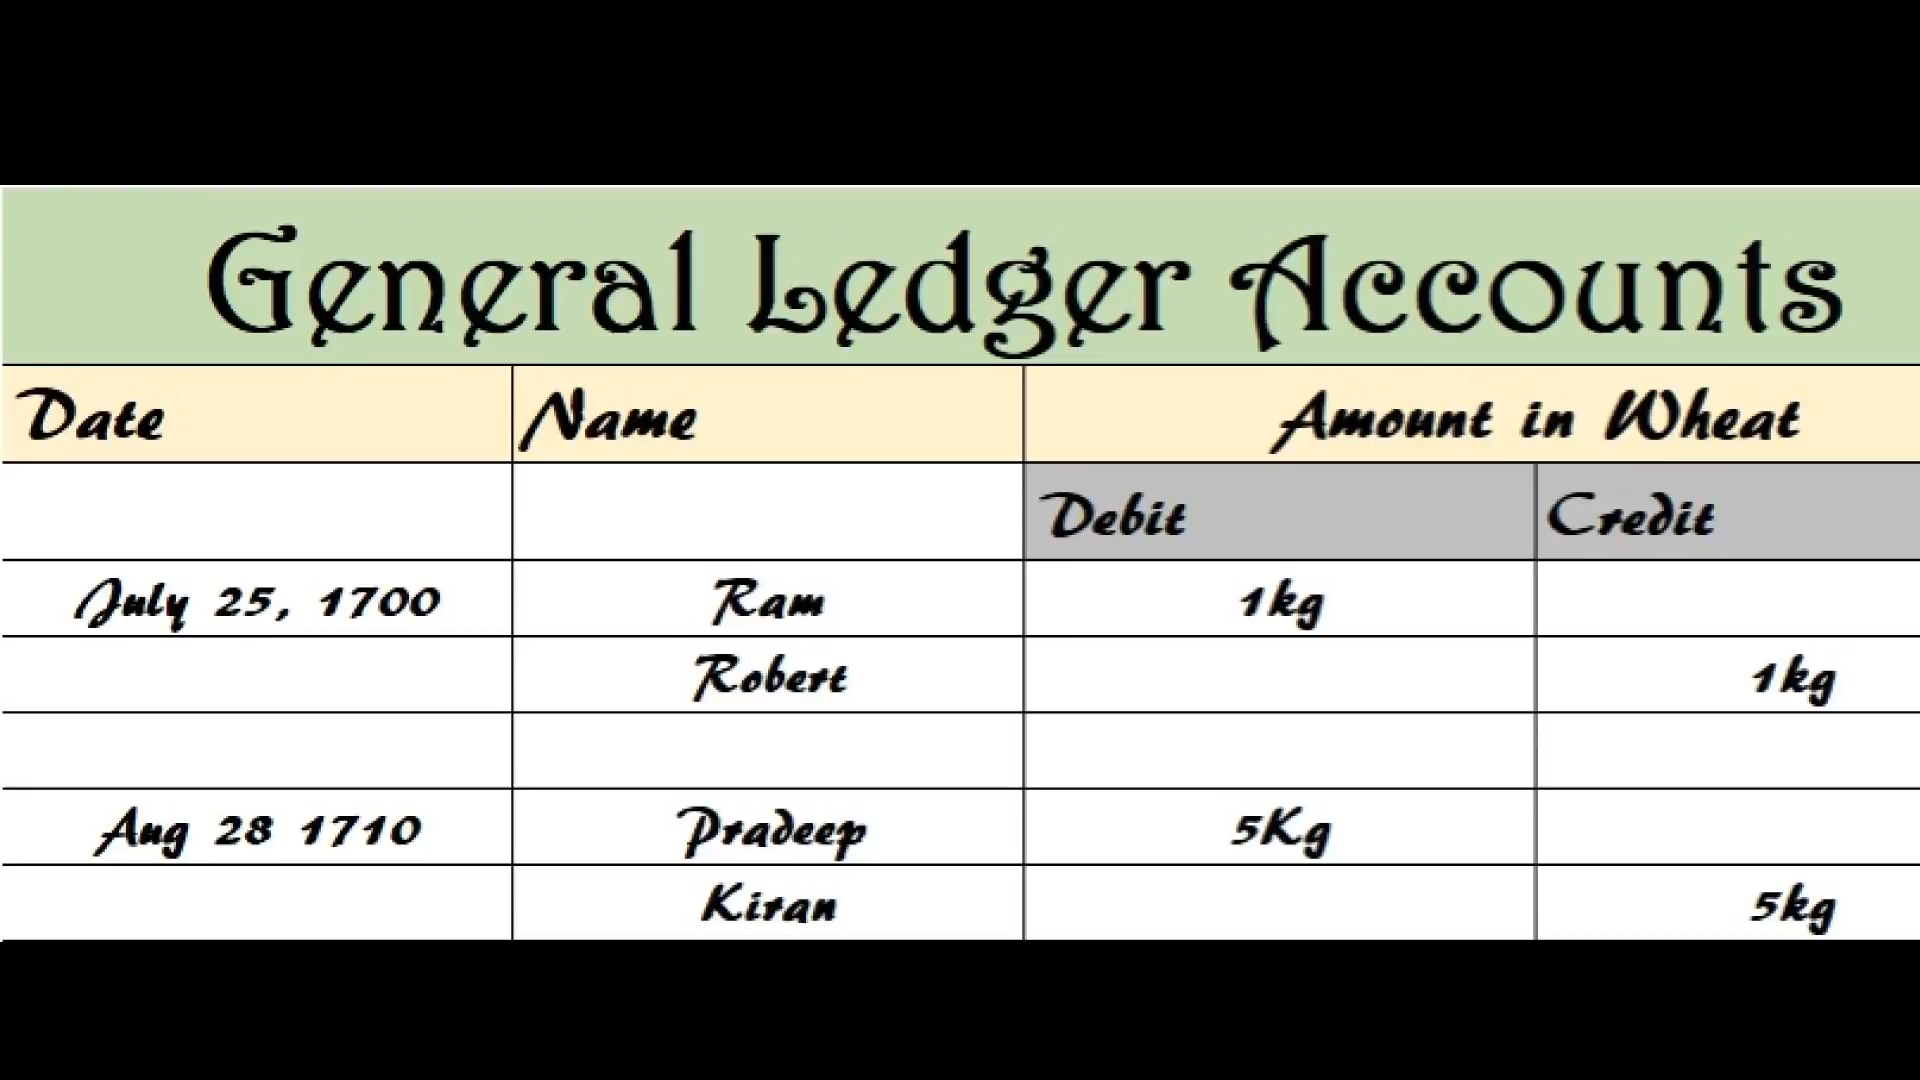 General Ledger Accounts
Date Name Amount in Wheat
Debit Credit
July 25, 1700 Ram 1kg
Robert 1kg
Aug 28 1710 Pradeep 5Kg
Kiran 5kg